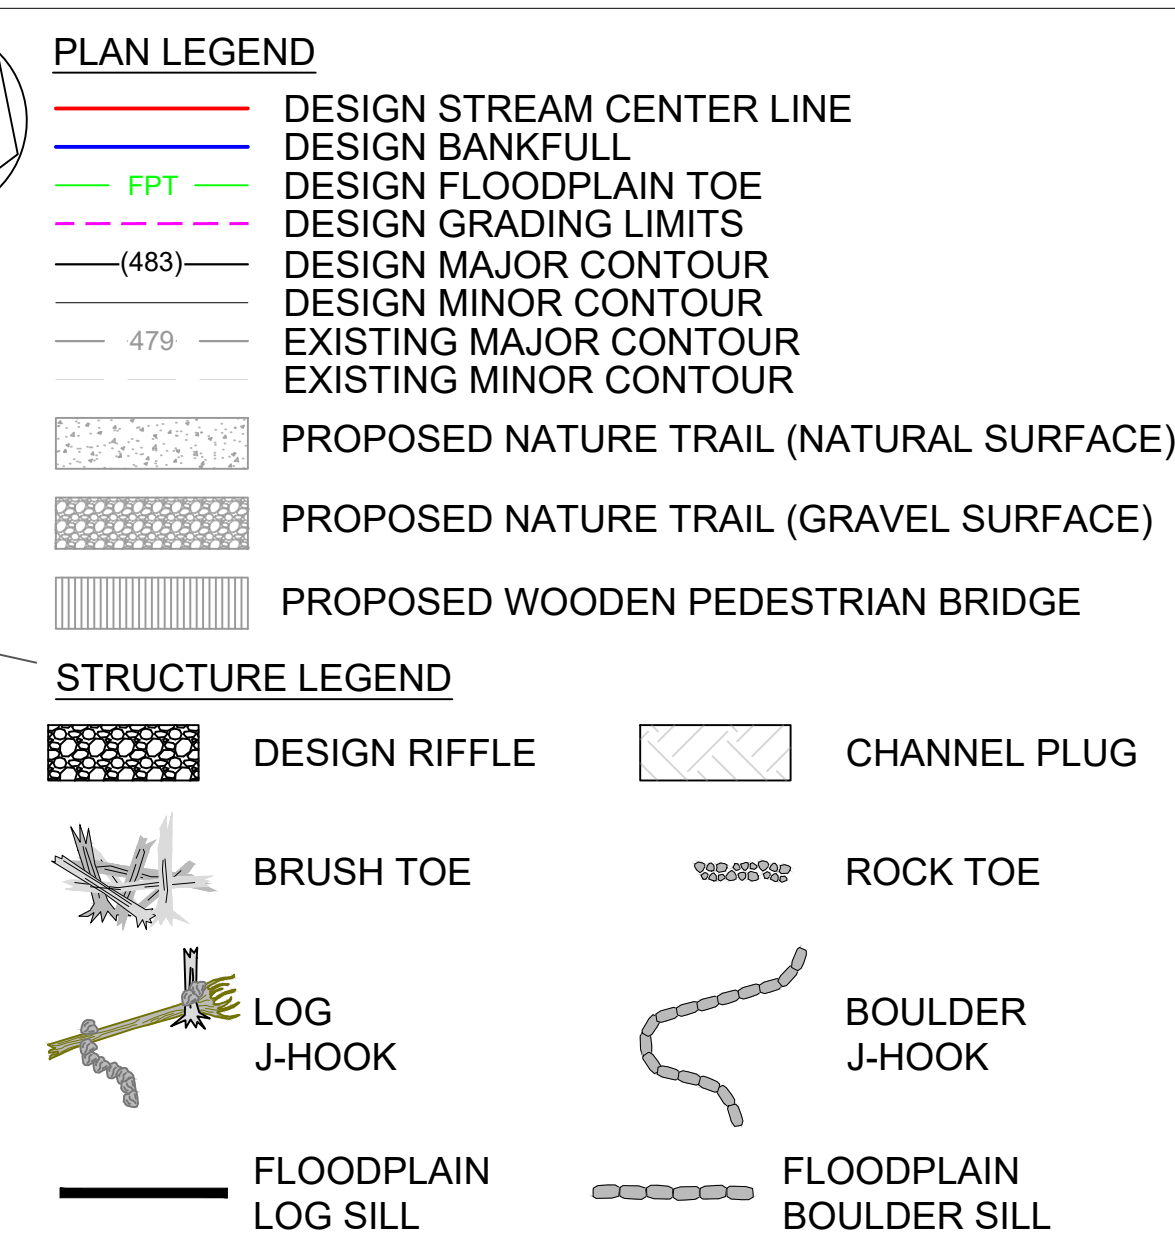 PLAN LEGEND
DESIGN STREAM CENTER LINE
DESIGN BANKFULL
FPT DESIGN FLOODPLAIN TOE
DESIGN GRADING LIMITS
(483) DESIGN MAJOR CONTOUR
DESIGN MINOR CONTOUR
479 EXISTING MAJOR CONTOUR
EXISTING MINOR CONTOUR
PROPOSED NATURE TRAIL (NATURAL SURFACE)
PROPOSED NATURE TRAIL (GRAVEL SURFACE)
PROPOSED WOODEN PEDESTRIAN BRIDGE
STRUCTURE LEGEND
DESIGN RIFFLE
CHANNEL PLUG
BRUSH TOE
ROCK TOE
LOG
J-HOOK
BOULDER
J-HOOK
FLOODPLAIN
LOG SILL
FLOODPLAIN
BOULDER SILL